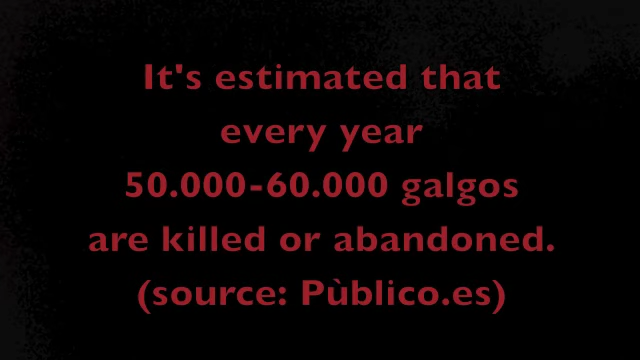 It's estimated that
every year
50.000-60.000 galgos
are killed or abandoned.
(source: Pùblico.es)